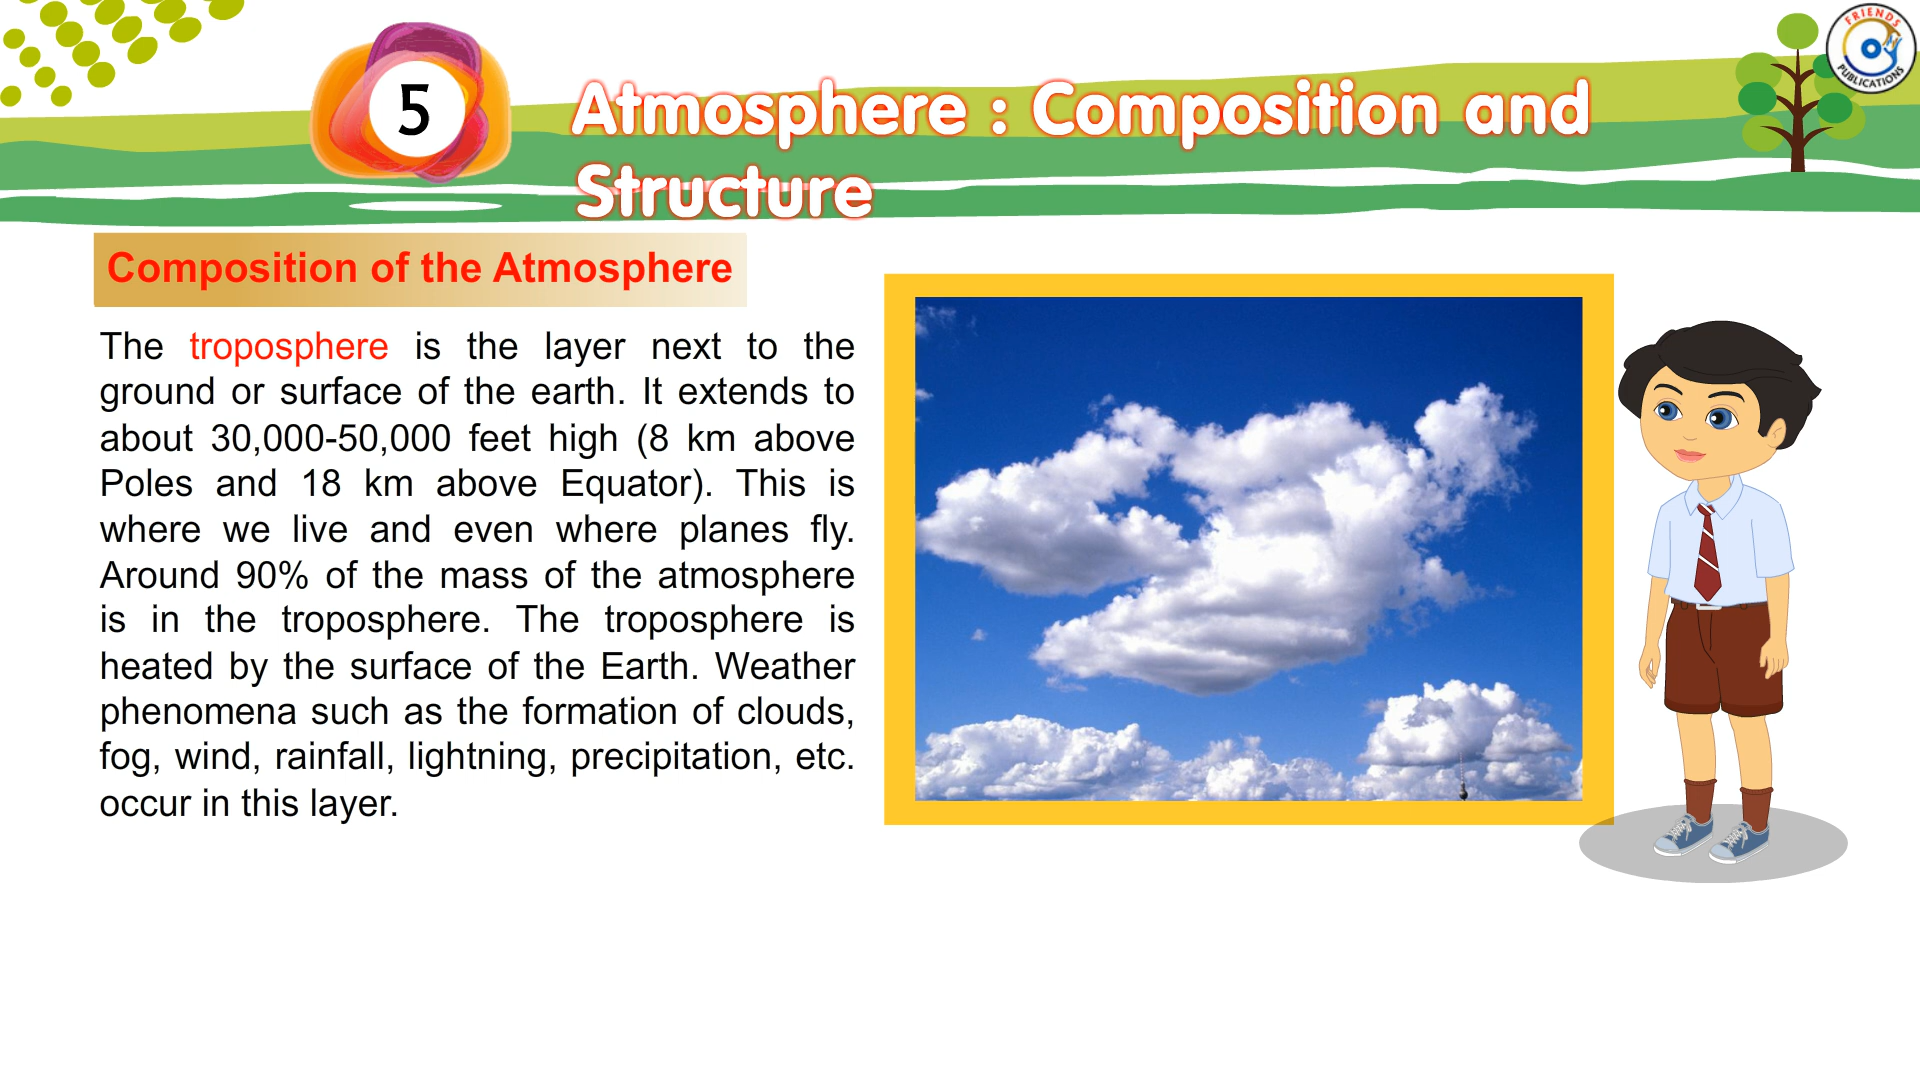 FRIENDS
PUBLICATIONS
5
Atmosphere : Composition and
Structure
Composition of the Atmosphere
The troposphere is the layer next to the
ground or surface of the earth. It extends to
about 30,000-50,000 feet high (8 km above
Poles and 18 km above Equator). This is
where we live and even where planes fly.
Around 90% of the mass of the atmosphere
is in the troposphere. The troposphere is
heated by the surface of the Earth. Weather
phenomena such as the formation of clouds,
fog, wind, rainfall, lightning, precipitation, etc.
occur in this layer.